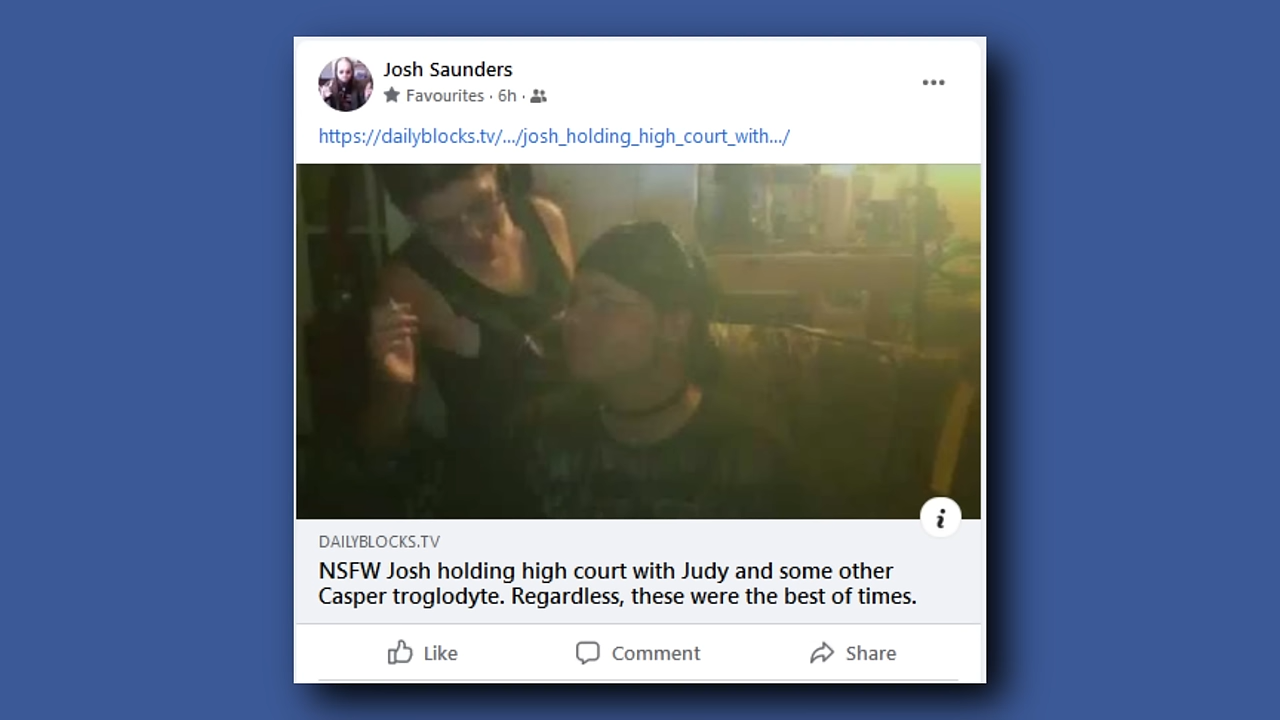 Josh Saunders
Favourites · 6h ·
https://dailyblocks.tv/.../josh_holding_high_court_with.../
DAILYBLOCKS.TV
NSFW Josh holding high court with Judy and some other
Casper troglodyte. Regardless, these were the best of times.
Like Comment Share